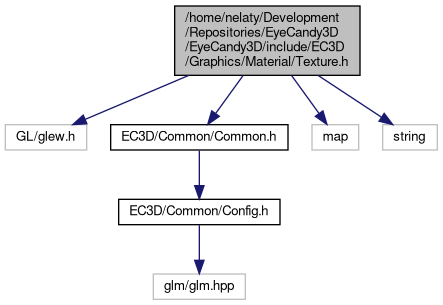 /home/nelaty/Development
/Repositories/EyeCandy3D
/EyeCandy3D/include/EC3D
/Graphics/Material/Texture.h
GL/glew.h
EC3D/Common/Common.h
map
string
EC3D/Common/Config.h
glm/glm.hpp